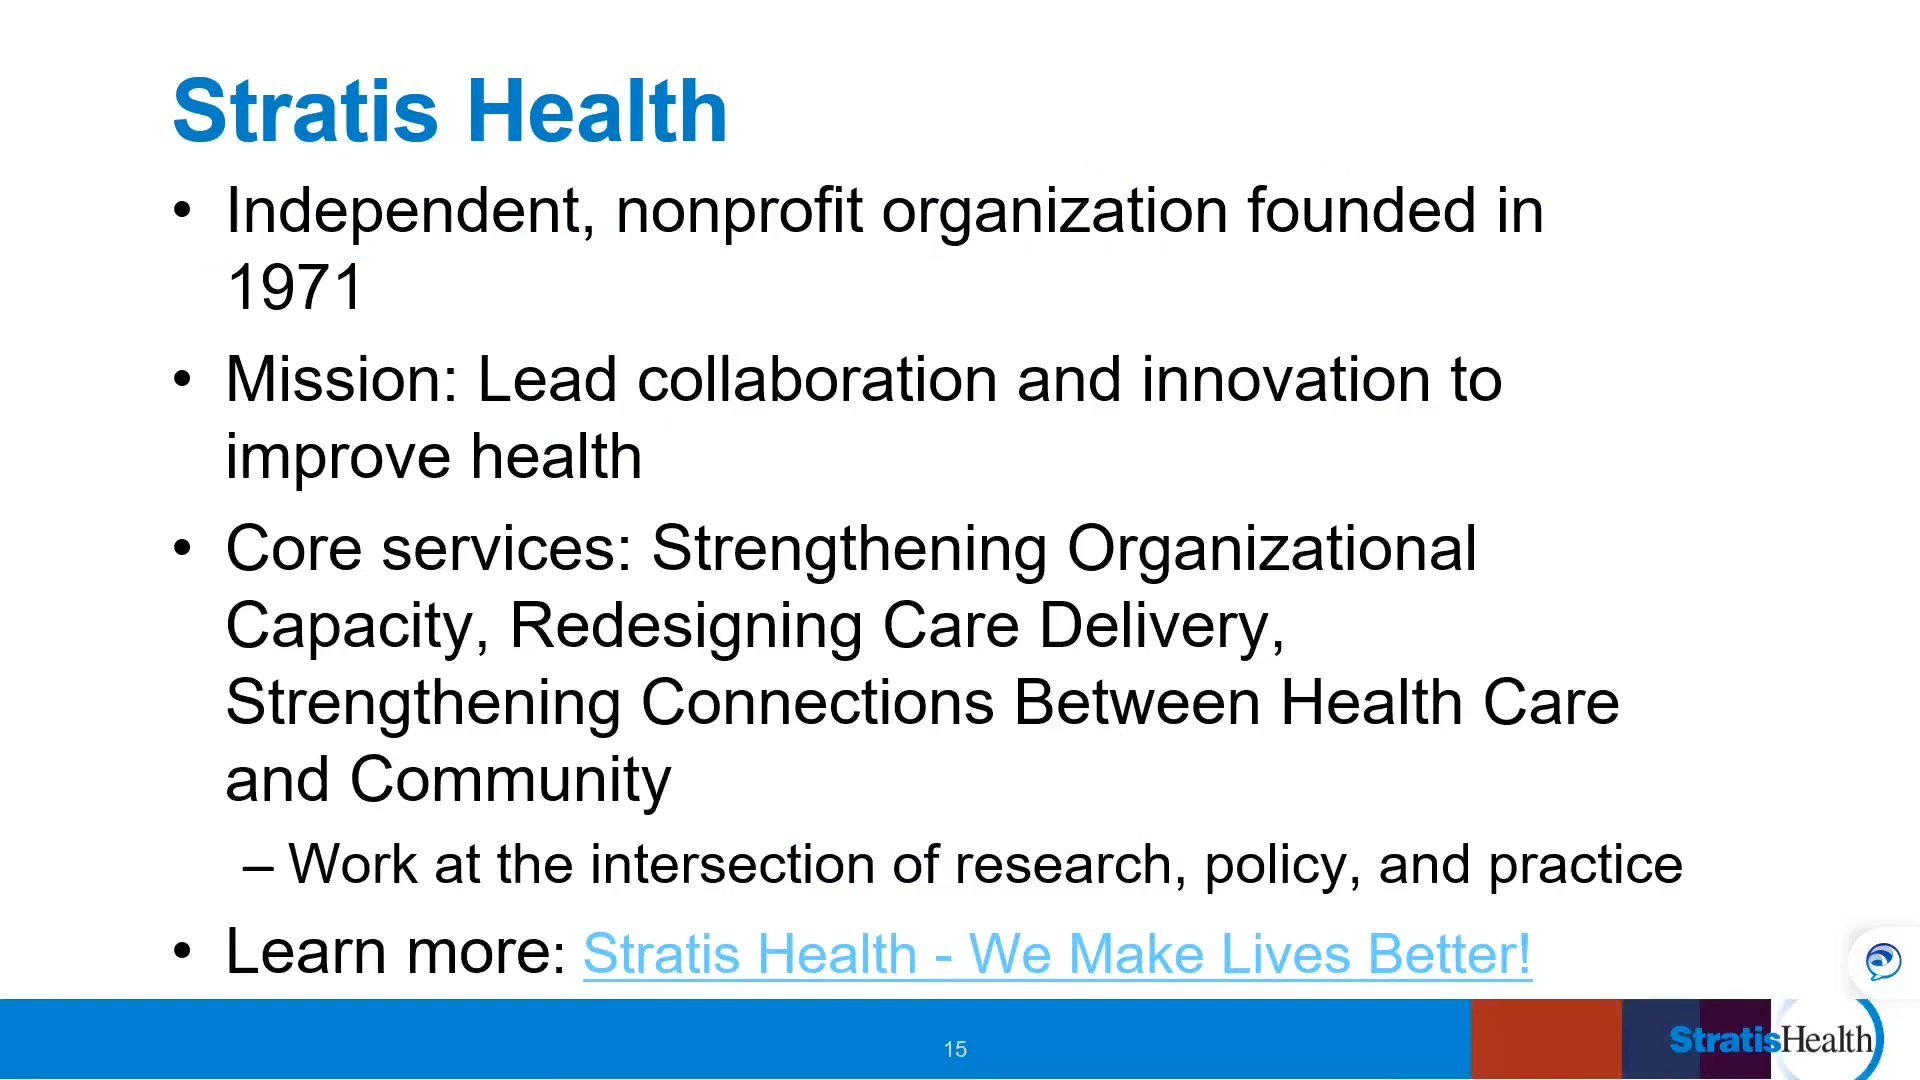 Stratis Health
• Independent, nonprofit organization founded in
1971
• Mission: Lead collaboration and innovation to
improve health
• Core services: Strengthening Organizational
Capacity, Redesigning Care Delivery,
Strengthening Connections Between Health Care
and Community
– Work at the intersection of research, policy, and practice
• Learn more: Stratis Health - We Make Lives Better!
15
StratisHealth